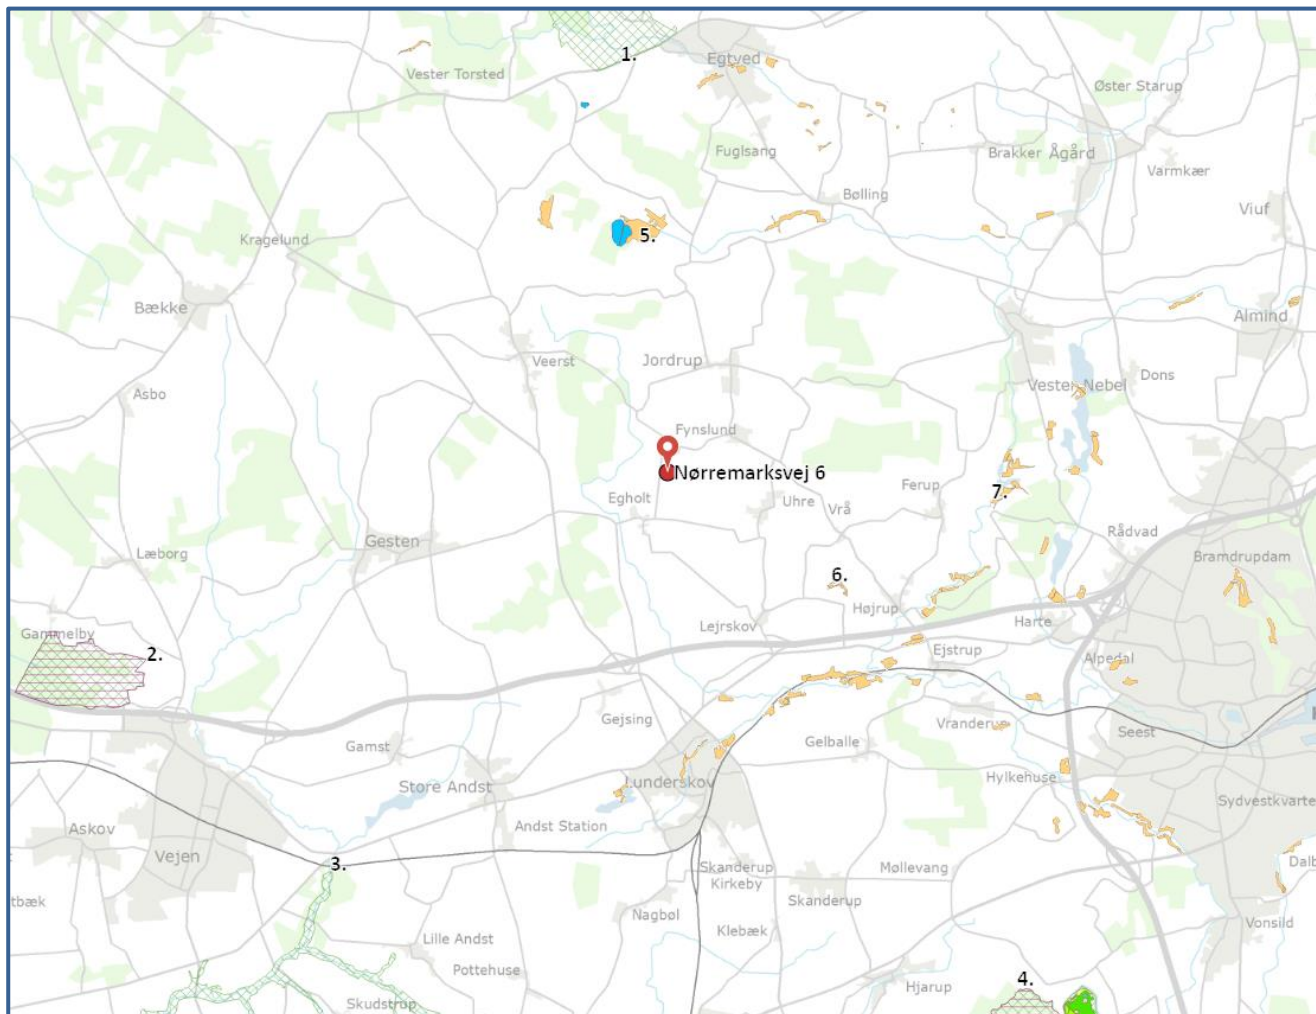 1.
Egtved
Vester Torsted
Øster Starup
Fuglsang
Brakker Ågård
Varmkær
Bølling
Viuf
5.
Kragelund
Bække
Almind
Veerst
Jordrup
Vester Nebel
Dons
Asbo
Fynslund
Nørremarksvej 6
Egholt
Uhre
Vrå
Ferup
7.
Gesten
Rådvad
Læborg
Bramdrupdam
6.
Højrup
Gammelby
Lejrskov
Harte
2.
Ejstrup
Alpedal
Gejsing
Vranderup
Seest
Gamst
Gelballe
Store Andst
Lunderskov
Hylkehuse
Sydvestkvarte
Askov
Andst Station
Vejen
3.
Skanderup
Kirkeby
Møllevang
Dalb
tbæk
Skanderup
Nagbøl
Vonsild
Klebæk
Lille Andst
Pottehuse
4.
Hjarup
Skudstrup